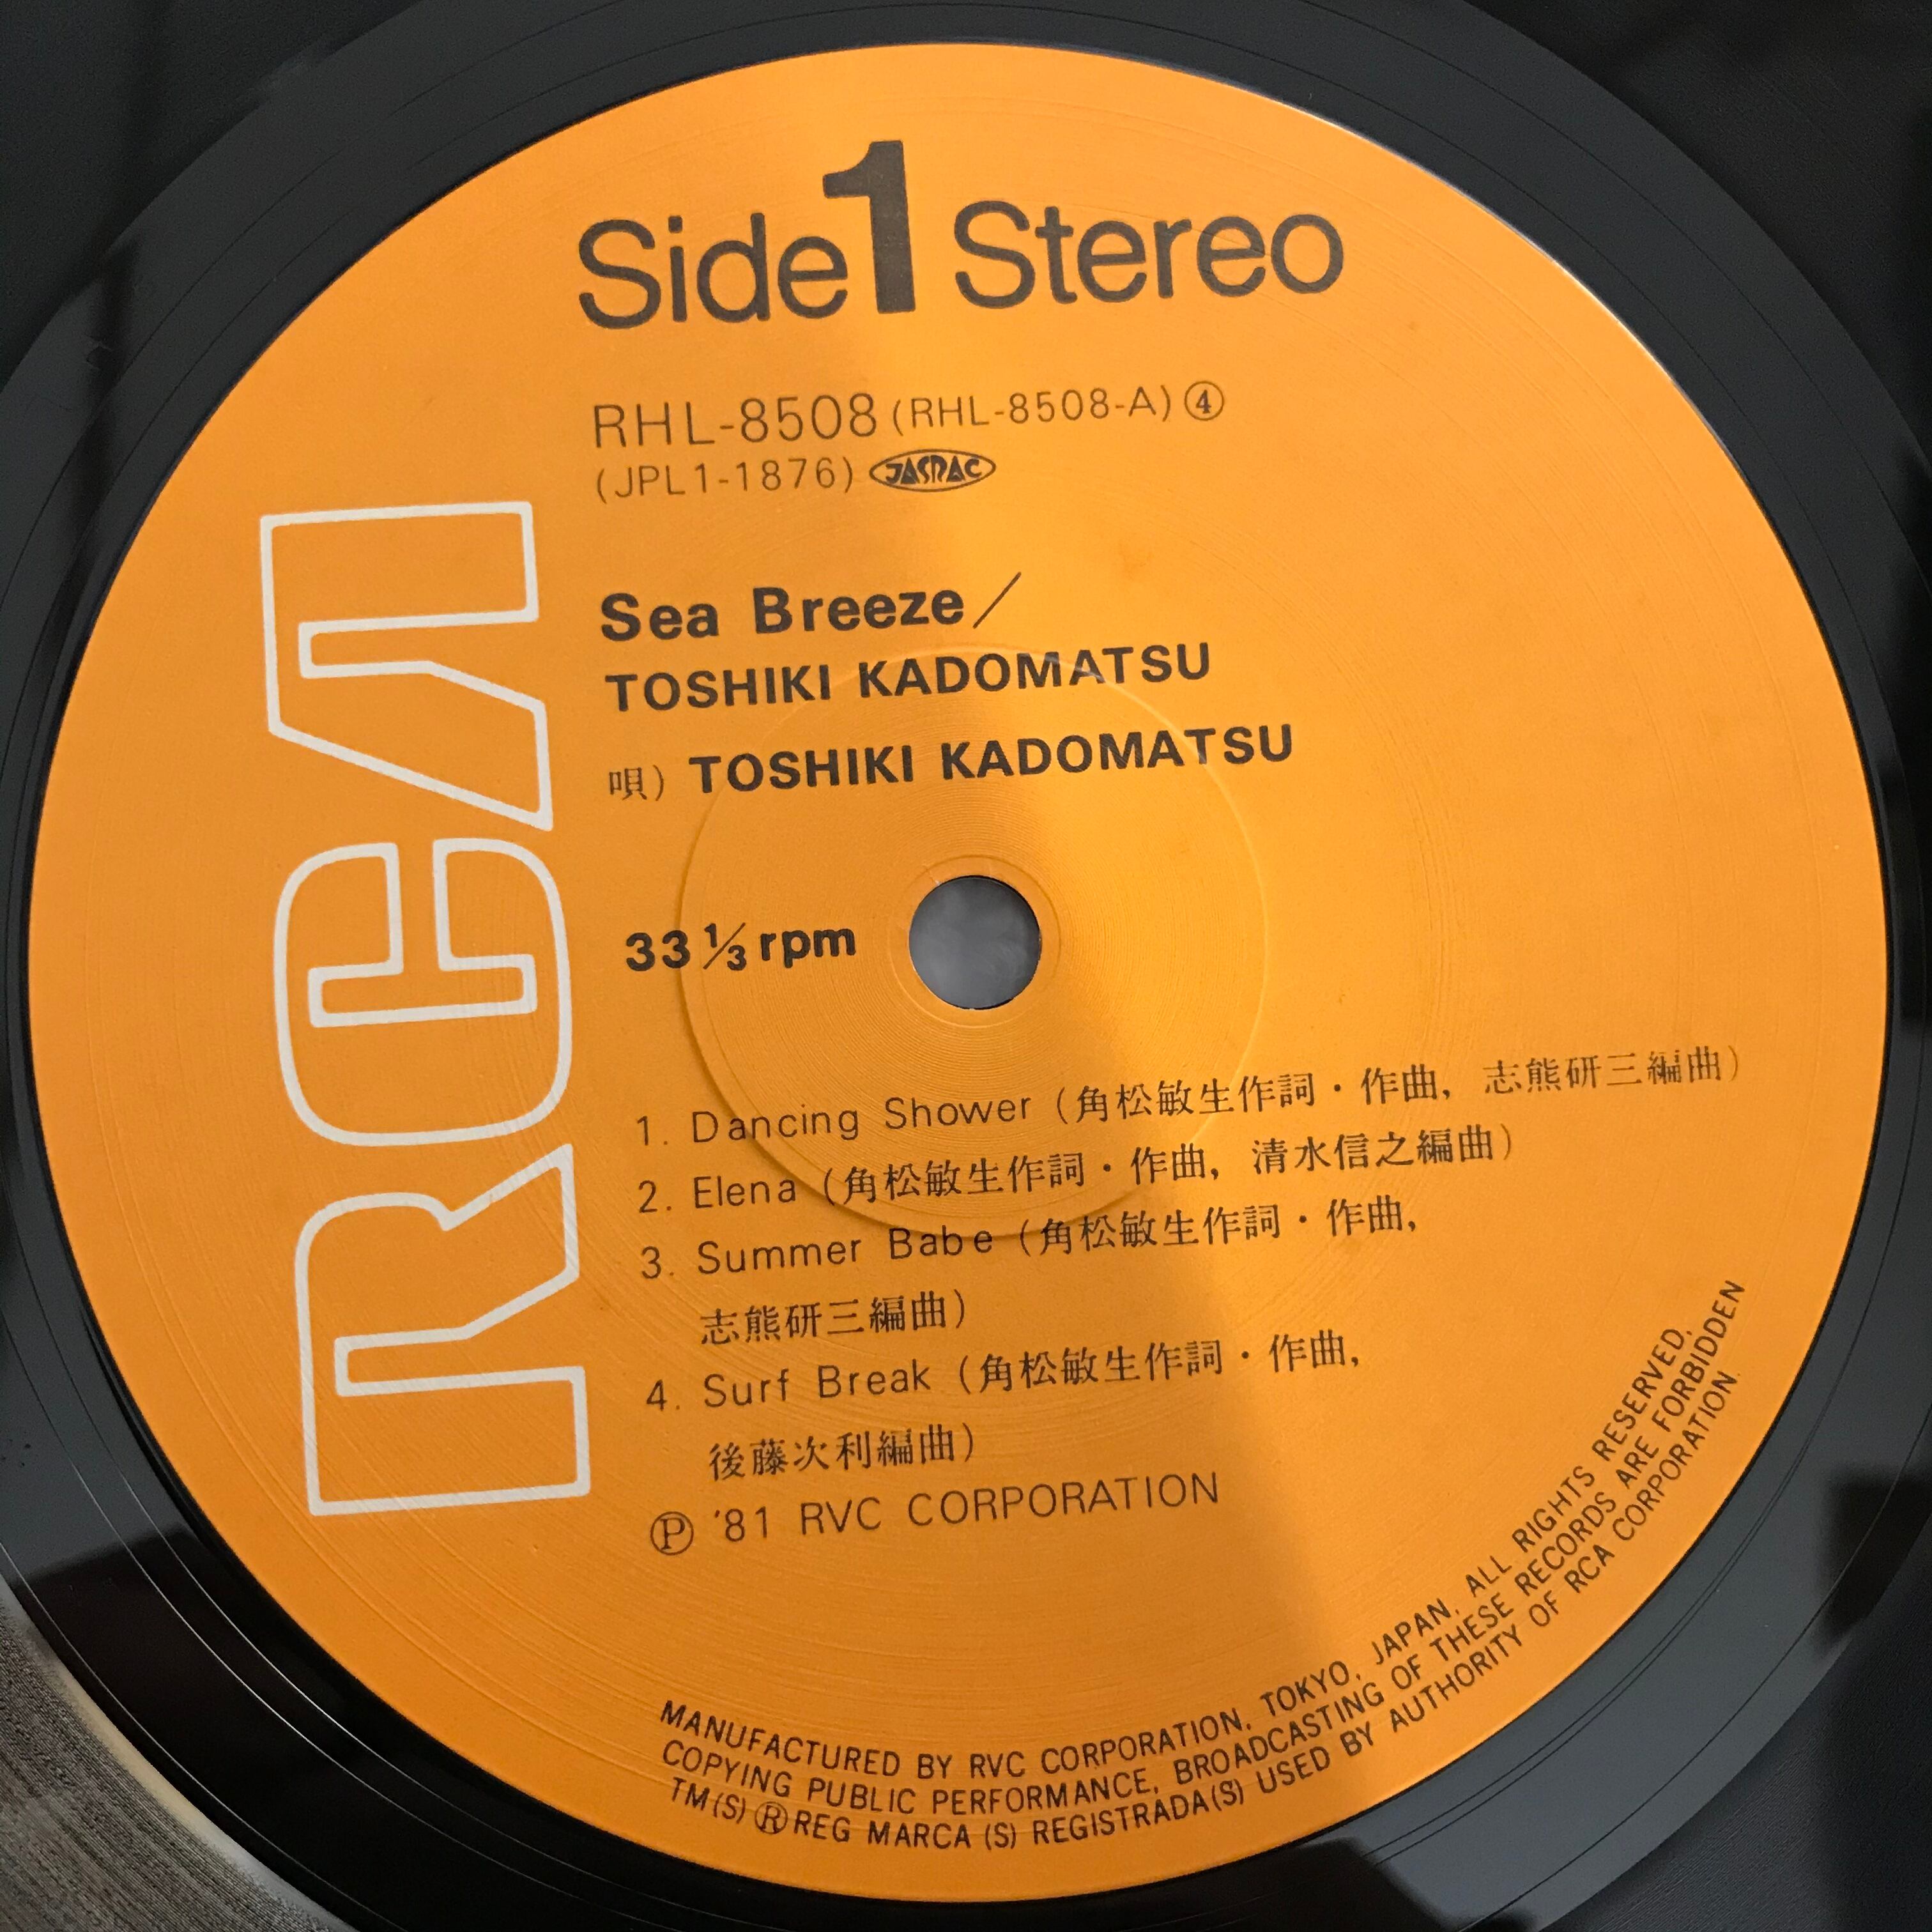 Side 1 Stereo
RHL-8508 (RHL-8508-A) ④
(JPL1-1876) JASRAC
Sea Breeze／
TOSHIKI KADOMATSU
唄) TOSHIKI KADOMATSU
RCA
33⅓ rpm
1. Dancing Shower (角松敏生作詞・作曲, 志熊研三編曲)
2. Elena (角松敏生作詞・作曲, 清水信之編曲)
3. Summer Babe (角松敏生作詞・作曲,
志熊研三編曲)
4. Surf Break (角松敏生作詞・作曲,
後藤次利編曲)
Ⓟ '81 RVC CORPORATION
MANUFACTURED BY RVC CORPORATION, TOKYO, JAPAN, ALL RIGHTS RESERVED,
COPYING PUBLIC PERFORMANCE, BROADCASTING OF THESE RECORDS ARE FORBIDDEN
TM(S) ® REG MARCA (S) REGISTRADA(S) USED BY AUTHORITY OF RCA CORPORATION.